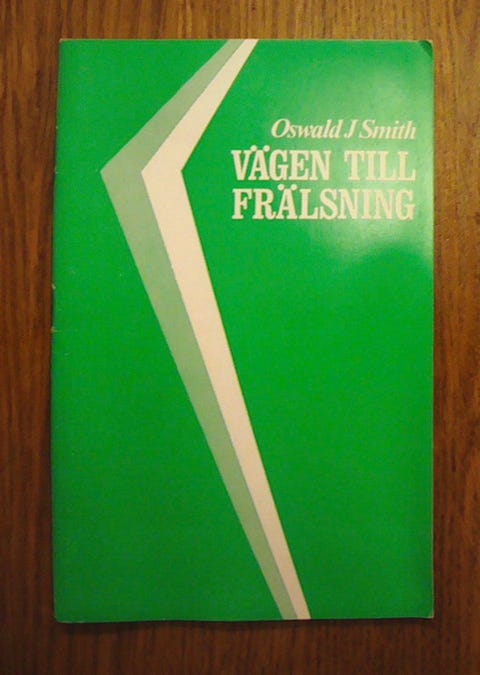 Oswald J Smith
VÄGEN TILL
FRÄLSNING